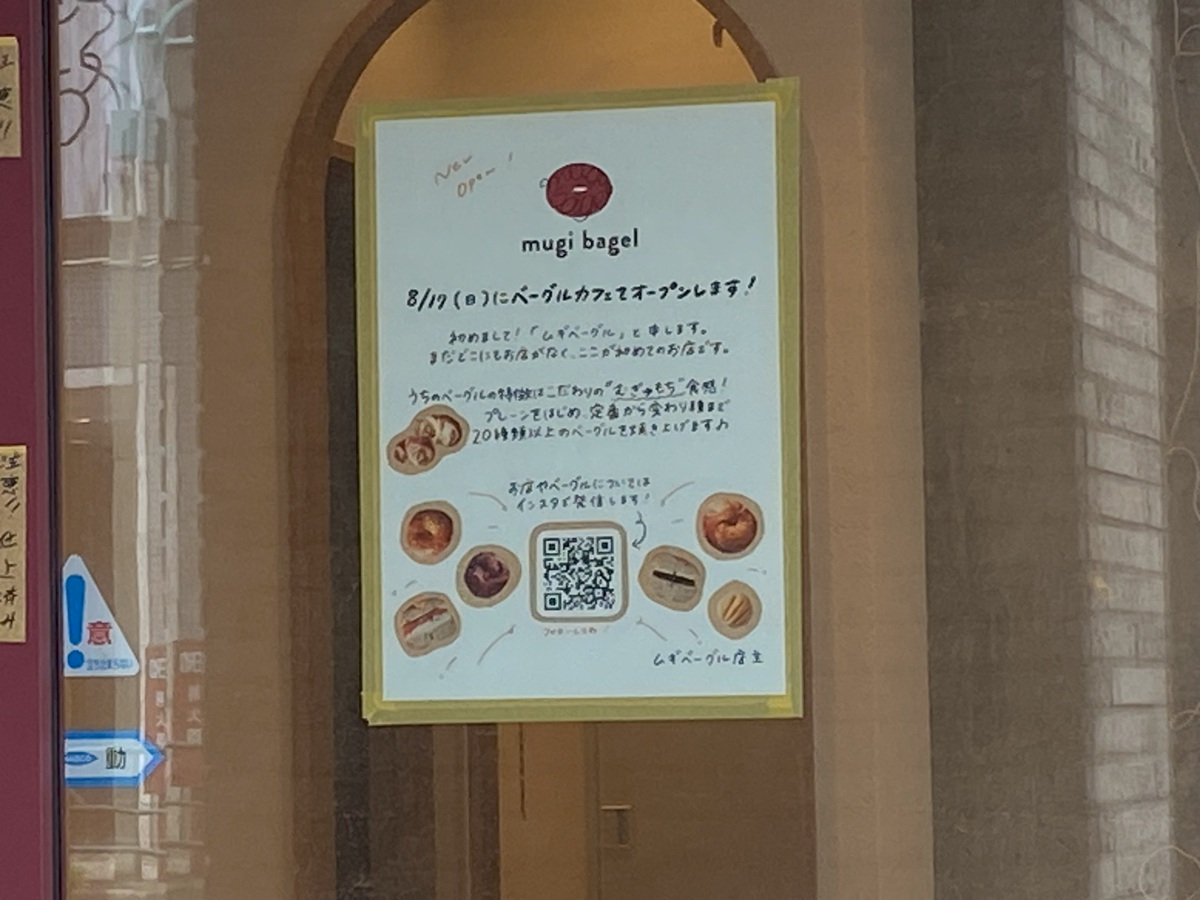 New
Open!
mugi bagel
8/17(日)にベーグルカフェてオープンします!
初めまして!「ムギベーグル」と申します。
まだどこにもお店がなく、ここが初めてのお店です。
うちのベーグルの特徴はこだわりの"むぎゅもち"食感!
プレーンをはじめ、定番から変わり種まで
20種類以上のベーグルを焼き上げます♪
お店やベーグルについては
インスタで発信します!
ムギベーグル店主
意
動